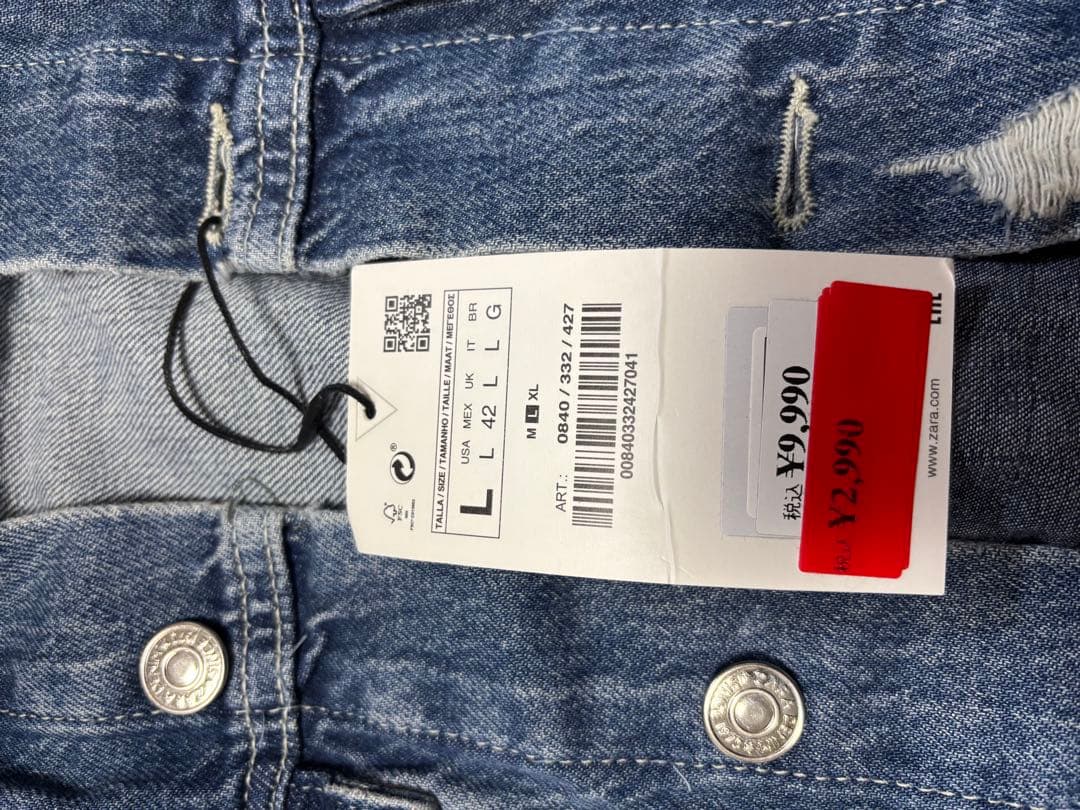 TALLA / SIZE / TAMANHO / TAILLE / MAAT / ΜΕΓΕΘΟΣ
L
USA MEX UK IT BR
L 42 L L G
M L XL
ART.: 0840 / 332 / 427
00840332427041
税込 ¥9,990
税込 ¥2,990
www.zara.com
FSC